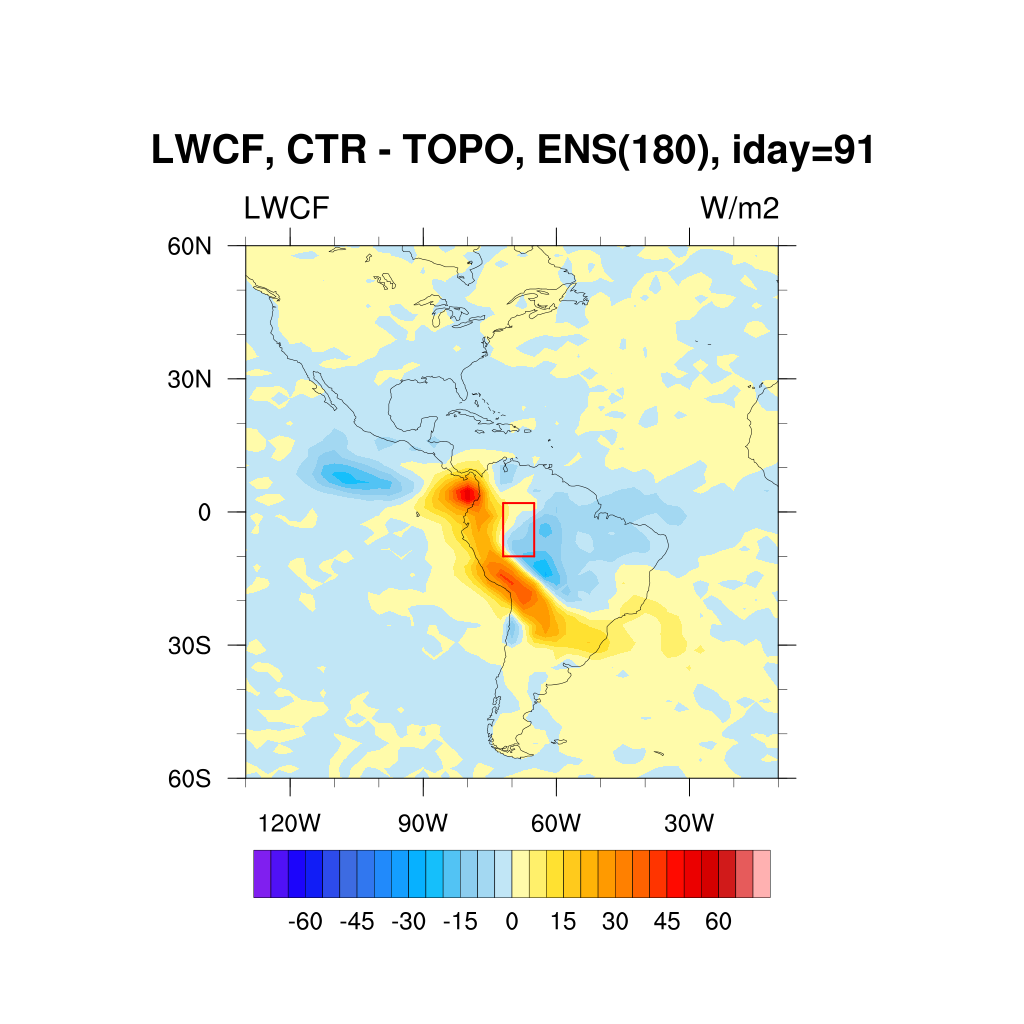 LWCF, CTR - TOPO, ENS(180), iday=91
LWCF W/m2
60N
30N
0
30S
60S
120W 90W 60W 30W
-60 -45 -30 -15 0 15 30 45 60